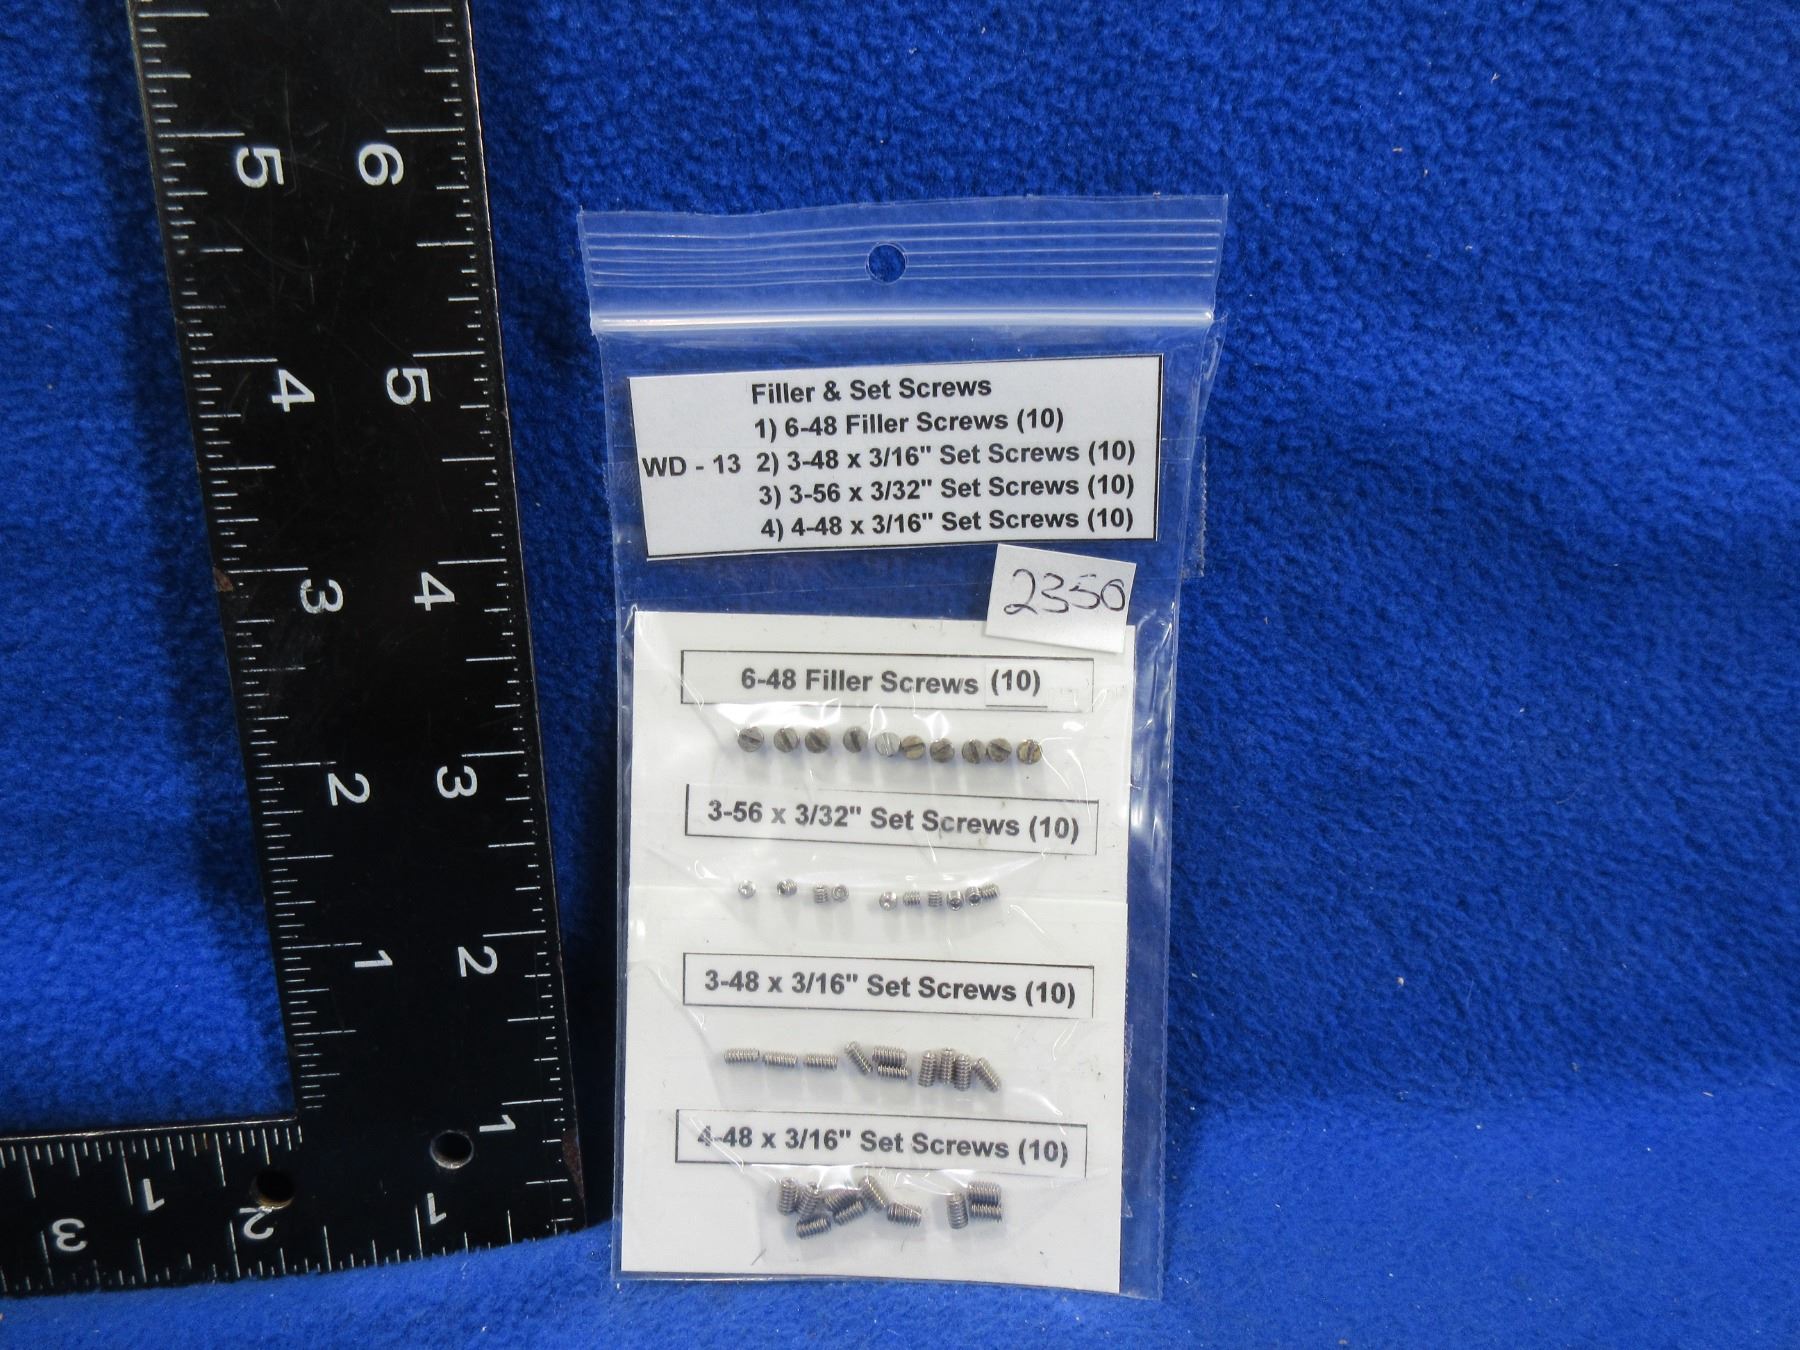 Filler & Set Screws
1) 6-48 Filler Screws (10)
WD - 13 2) 3-48 x 3/16" Set Screws (10)
3) 3-56 x 3/32" Set Screws (10)
4) 4-48 x 3/16" Set Screws (10)
2350
6-48 Filler Screws (10)
3-56 x 3/32" Set Screws (10)
3-48 x 3/16" Set Screws (10)
4-48 x 3/16" Set Screws (10)
5 6
4 5
3 4
2 3
1 2
1
1
3 2 1